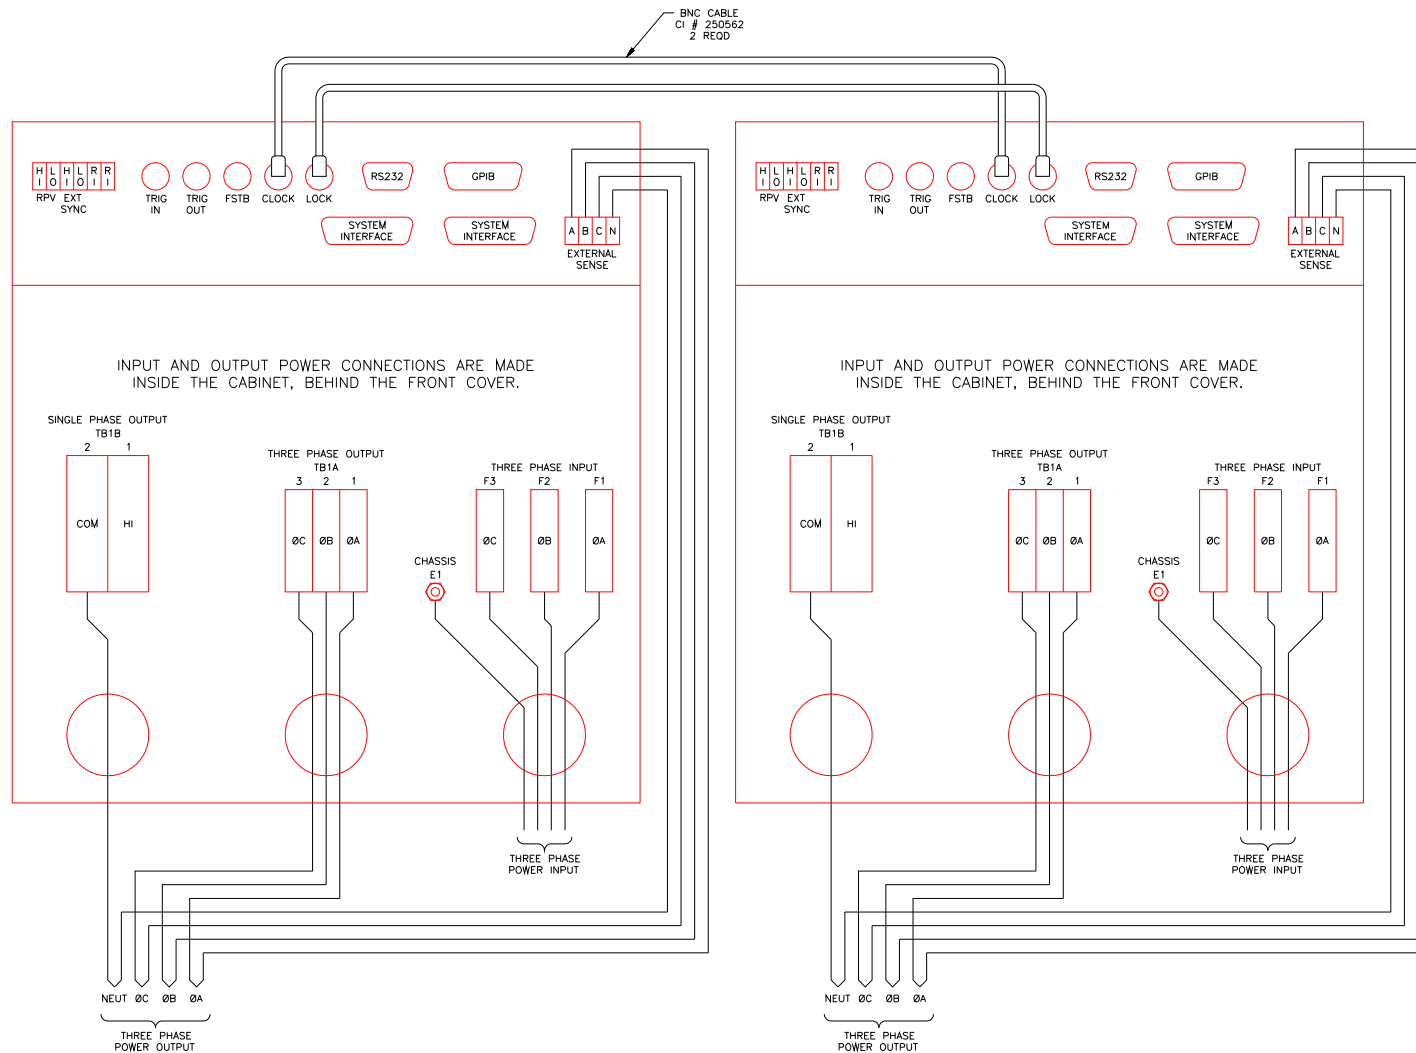 BNC CABLE
CI # 250562
2 REQD
H L H L R R
I O I O I I
RPV EXT
SYNC
TRIG
IN
TRIG
OUT
FSTB
CLOCK
LOCK
RS232
GPIB
SYSTEM
INTERFACE
SYSTEM
INTERFACE
A B C N
EXTERNAL
SENSE
INPUT AND OUTPUT POWER CONNECTIONS ARE MADE
INSIDE THE CABINET, BEHIND THE FRONT COVER.
SINGLE PHASE OUTPUT
TB1B
2 1
COM HI
THREE PHASE OUTPUT
TB1A
3 2 1
ØC ØB ØA
THREE PHASE INPUT
F3 F2 F1
ØC ØB ØA
CHASSIS
E1
THREE PHASE
POWER INPUT
NEUT ØC ØB ØA
THREE PHASE
POWER OUTPUT
H L H L R R
I O I O I I
RPV EXT
SYNC
TRIG
IN
TRIG
OUT
FSTB
CLOCK
LOCK
RS232
GPIB
SYSTEM
INTERFACE
SYSTEM
INTERFACE
A B C N
EXTERNAL
SENSE
INPUT AND OUTPUT POWER CONNECTIONS ARE MADE
INSIDE THE CABINET, BEHIND THE FRONT COVER.
SINGLE PHASE OUTPUT
TB1B
2 1
COM HI
THREE PHASE OUTPUT
TB1A
3 2 1
ØC ØB ØA
THREE PHASE INPUT
F3 F2 F1
ØC ØB ØA
CHASSIS
E1
THREE PHASE
POWER INPUT
NEUT ØC ØB ØA
THREE PHASE
POWER OUTPUT